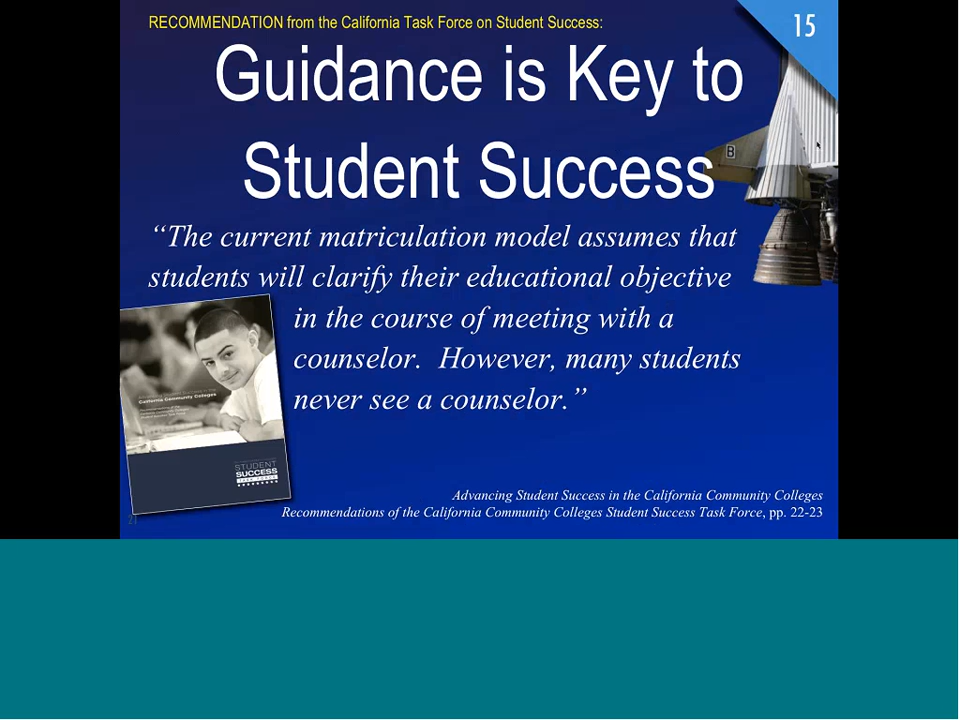 RECOMMENDATION from the California Task Force on Student Success:
15
Guidance is Key to
Student Success
B
“The current matriculation model assumes that
students will clarify their educational objective
in the course of meeting with a
counselor.  However, many students
never see a counselor.”
California Community Colleges
STUDENT
SUCCESS
TASK FORCE
Advancing Student Success in the California Community Colleges
Recommendations of the California Community Colleges Student Success Task Force, pp. 22-23
21